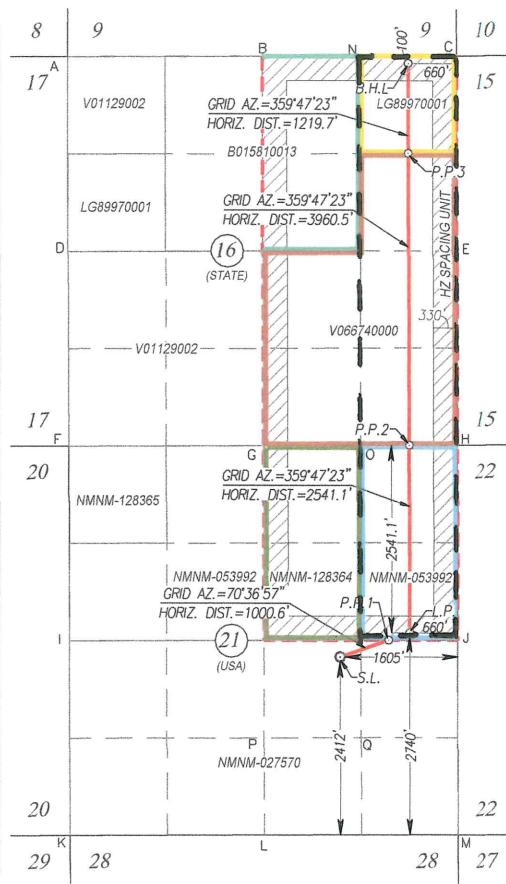 8 9 9 10
B N C
A
17 15
100'
660'
B.H.L
V01129002
GRID AZ.=359°47'23"
HORIZ. DIST.=1219.7'
LG89970001
B015810013
P.P.3
LG89970001
GRID AZ.=359°47'23"
HORIZ. DIST.=3960.5'
HZ SPACING UNIT
D 16 E
(STATE)
330'
V066740000
V01129002
17 15
P.P.2
F H
G O
20 22
GRID AZ.=359°47'23"
HORIZ. DIST.=2541.1'
NMNM-128365
2541.1'
NMNM-053992 NMNM-128364 NMNM-053992
GRID AZ.=70°36'57"
HORIZ. DIST.=1000.6'
P.P.1 L.P.
660'
I 21 J
(USA)
1605'
S.L.
2412' 2740'
P Q
NMNM-027570
20 22
K L M
29 28 28 27